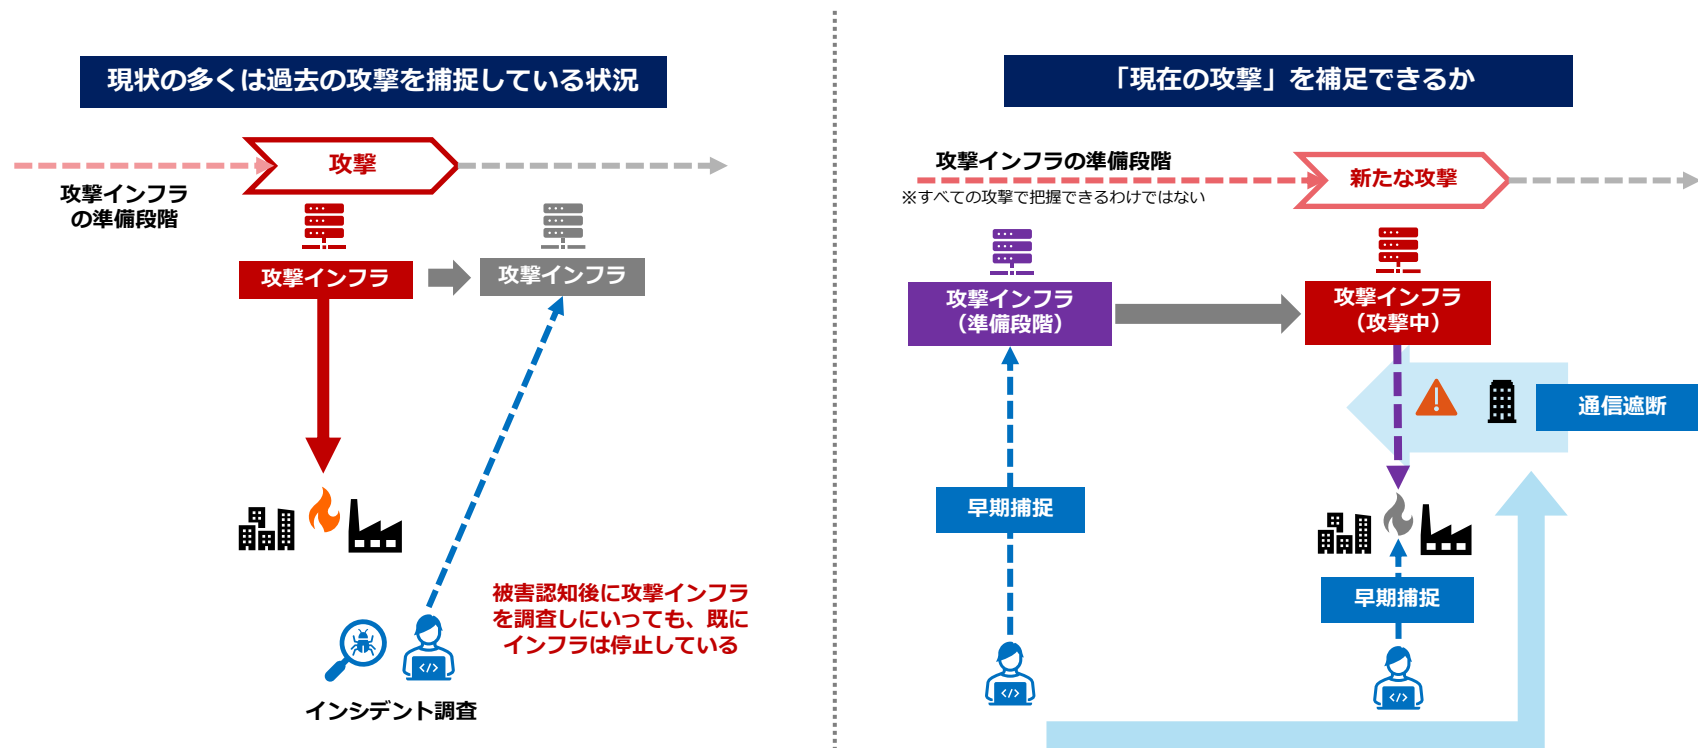 現状の多くは過去の攻撃を捕捉している状況
攻撃
攻撃インフラ
の準備段階
攻撃インフラ
攻撃インフラ
被害認知後に攻撃インフラ
を調査しにいっても、既に
インフラは停止している
</>
インシデント調査
「現在の攻撃」を補足できるか
攻撃インフラの準備段階
※すべての攻撃で把握できるわけではない
新たな攻撃
攻撃インフラ
（準備段階）
攻撃インフラ
（攻撃中）
通信遮断
早期捕捉
早期捕捉
</>
</>